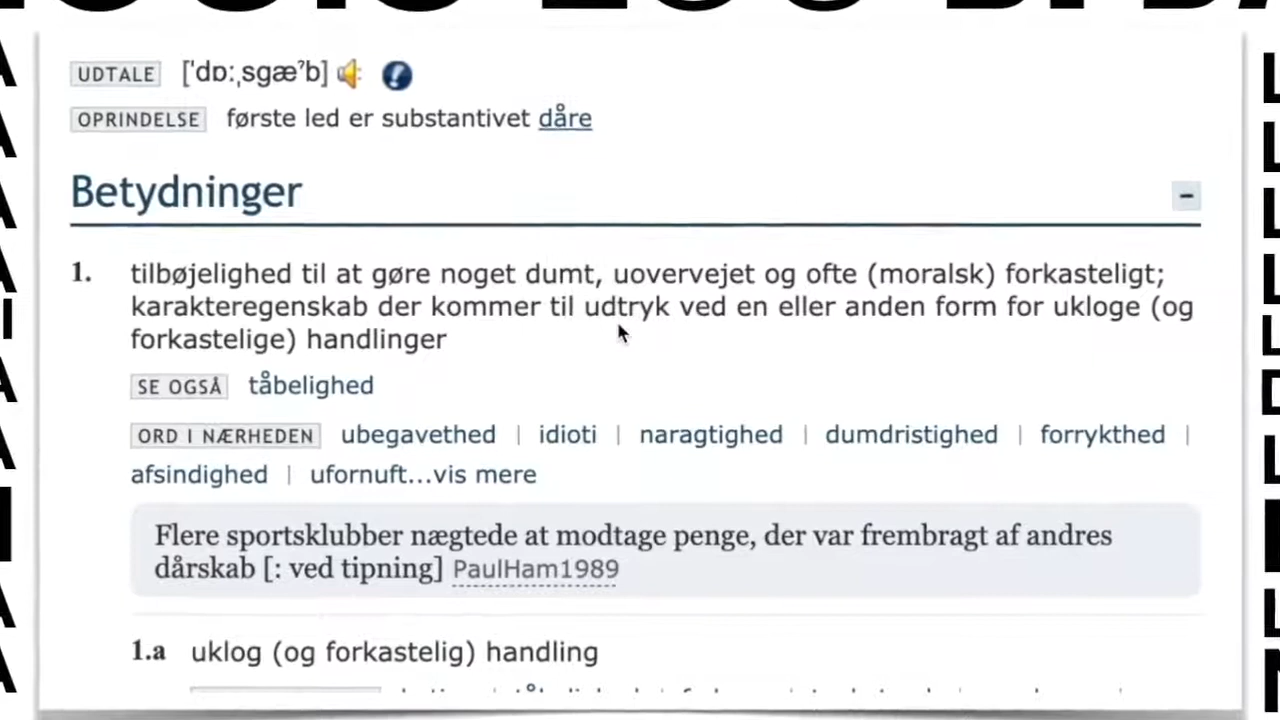 UDTALE ['dɒ:ˌsgæˀb]
OPRINDELSE første led er substantivet dåre
Betydninger
1. tilbøjelighed til at gøre noget dumt, uovervejet og ofte (moralsk) forkasteligt;
karakteregenskab der kommer til udtryk ved en eller anden form for ukloge (og
forkastelige) handlinger
SE OGSÅ tåbelighed
ORD I NÆRHEDEN ubegavethed | idioti | naragtighed | dumdristighed | forrykthed |
afsindighed | ufornuft...vis mere
Flere sportsklubber nægtede at modtage penge, der var frembragt af andres
dårskab [: ved tipning] PaulHam1989
1.a uklog (og forkastelig) handling